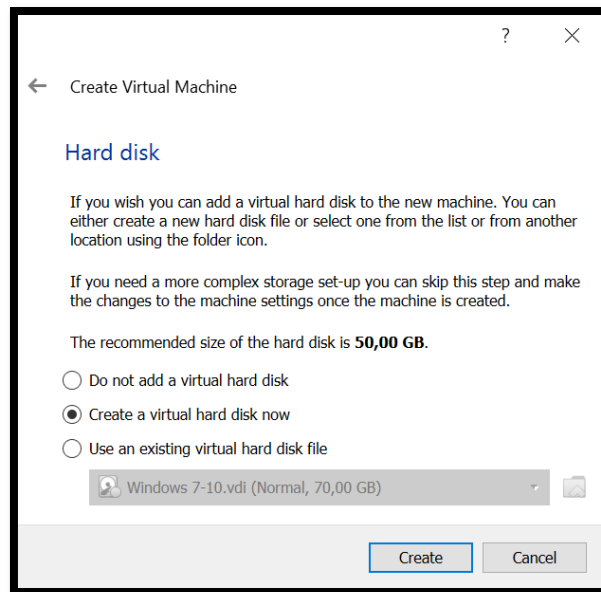 ?
Create Virtual Machine
Hard disk
If you wish you can add a virtual hard disk to the new machine. You can
either create a new hard disk file or select one from the list or from another
location using the folder icon.
If you need a more complex storage set-up you can skip this step and make
the changes to the machine settings once the machine is created.
The recommended size of the hard disk is 50,00 GB.
Do not add a virtual hard disk
Create a virtual hard disk now
Use an existing virtual hard disk file
Windows 7-10.vdi (Normal, 70,00 GB)
Create Cancel